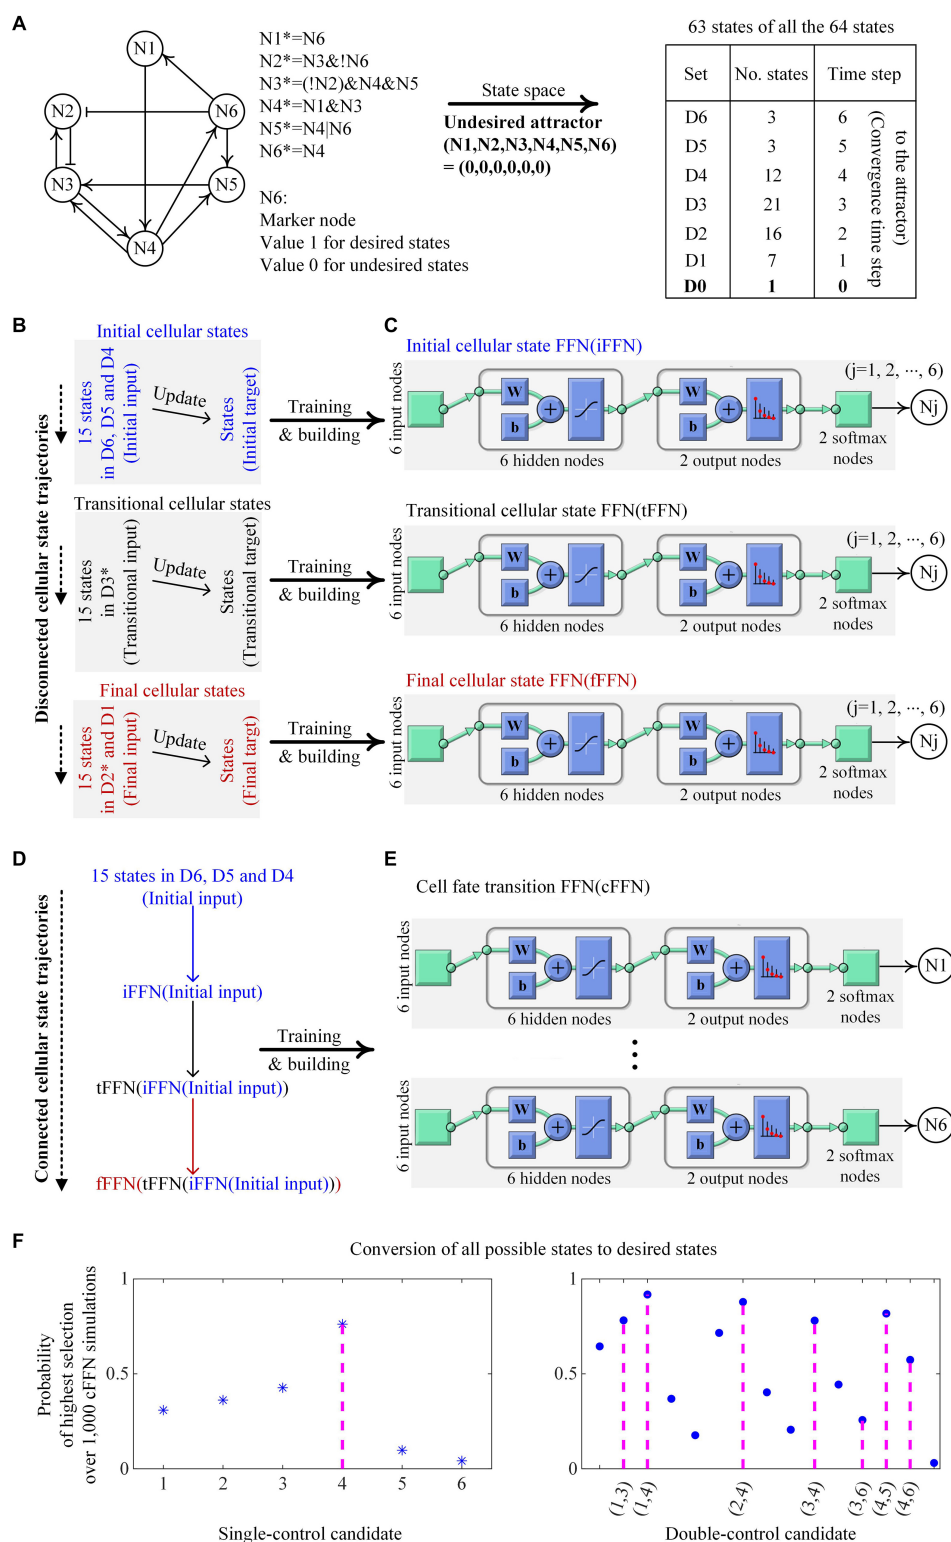 A
N1
N2
N3
N4
N5
N6
N1*=N6
N2*=N3&!N6
N3*=(!N2)&N4&N5
N4*=N1&N3
N5*=N4|N6
N6*=N4
N6:
Marker node
Value 1 for desired states
Value 0 for undesired states
State space
Undesired attractor
(N1,N2,N3,N4,N5,N6)
= (0,0,0,0,0,0)
63 states of all the 64 states
Set No. states Time step
D6 3 6
D5 3 5
D4 12 4
D3 21 3
D2 16 2
D1 7 1
D0 1 0
(Convergence time step
to the attractor)
B
Disconnected cellular state trajectories
Initial cellular states
15 states
in D6, D5 and D4
(Initial input)
Update
States
(Initial target)
Training
& building
Transitional cellular states
15 states
in D3*
(Transitional input)
Update
States
(Transitional target)
Training
& building
Final cellular states
15 states
in D2* and D1
(Final input)
Update
States
(Final targt)
Training
& building
C
Initial cellular state FFN(iFFN)
(j=1, 2, ···, 6)
6 input nodes
W
b
+
6 hidden nodes
W
b
+
2 output nodes
2 softmax
nodes
Nj
Transitional cellular state FFN(tFFN)
(j=1, 2, ···, 6)
6 input nodes
W
b
+
6 hidden nodes
W
b
+
2 output nodes
2 softmax
nodes
Nj
Final cellular state FFN(fFFN)
(j=1, 2, ···, 6)
6 input nodes
W
b
+
6 hidden nodes
W
b
+
2 output nodes
2 softmax
nodes
Nj
D
Connected cellular state trajectories
15 states in D6, D5 and D4
(Initial input)
iFFN(Initial input)
tFFN(iFFN(Initial input))
fFFN(tFFN(iFFN(Initial input)))
Training
& building
E
Cell fate transition FFN(cFFN)
6 input nodes
W
b
+
6 hidden nodes
W
b
+
2 output nodes
2 softmax
nodes
N1
6 input nodes
W
b
+
6 hidden nodes
W
b
+
2 output nodes
2 softmax
nodes
N6
F
Conversion of all possible states to desired states
Probability
of highest selection
over 1,000 cFFN simulations
1
0.5
0
1 2 3 4 5 6
Single-control candidate
1
0.5
0
(1,3) (1,4) (2,4) (3,4) (3,6) (4,5) (4,6)
Double-control candidate